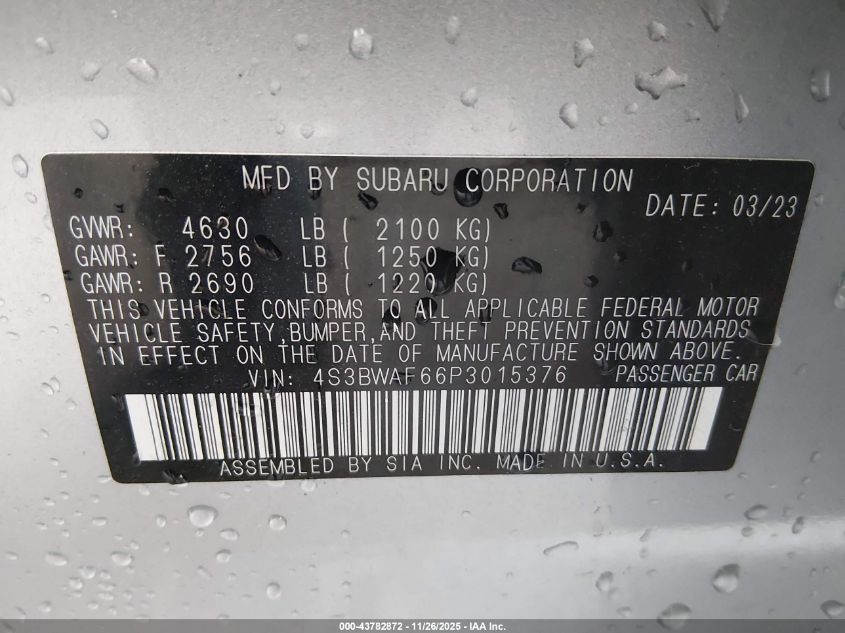 MFD BY SUBARU CORPORATION
DATE: 03/23
GVWR: 4630 LB ( 2100 KG)
GAWR: F 2756 LB ( 1250 KG)
GAWR: R 2690 LB ( 1220 KG)
THIS VEHICLE CONFORMS TO ALL APPLICABLE FEDERAL MOTOR
VEHICLE SAFETY,BUMPER,AND THEFT PREVENTION STANDARDS
IN EFFECT ON THE DATE OF MANUFACTURE SHOWN ABOVE.
VIN: 4S3BWAF66P3015376 PASSENGER CAR
ASSEMBLED BY SIA INC. MADE IN U.S.A.
000-43782872 - 11/26/2025 - IAA Inc.